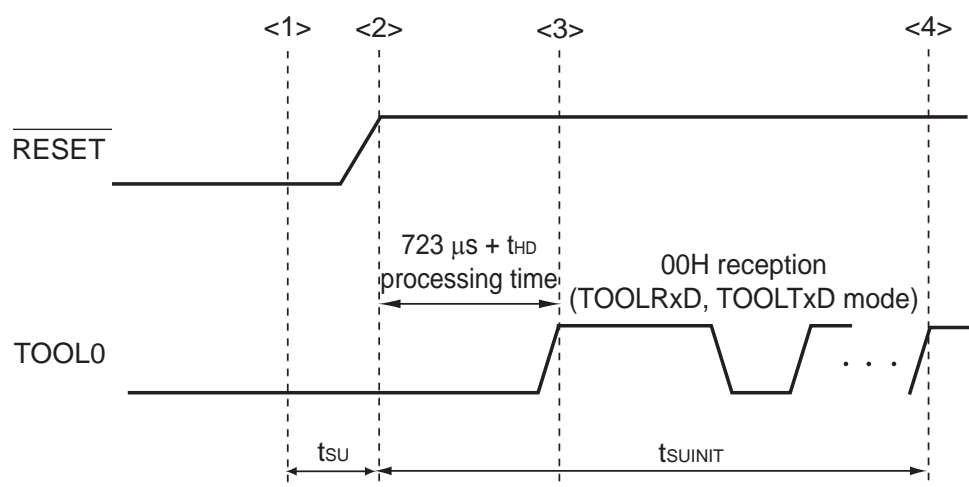 <1> <2> <3> <4>
RESET
723 μs + tHD
processing time
00H reception
(TOOLRxD, TOOLTxD mode)
TOOL0
. . .
tSU tSUINIT